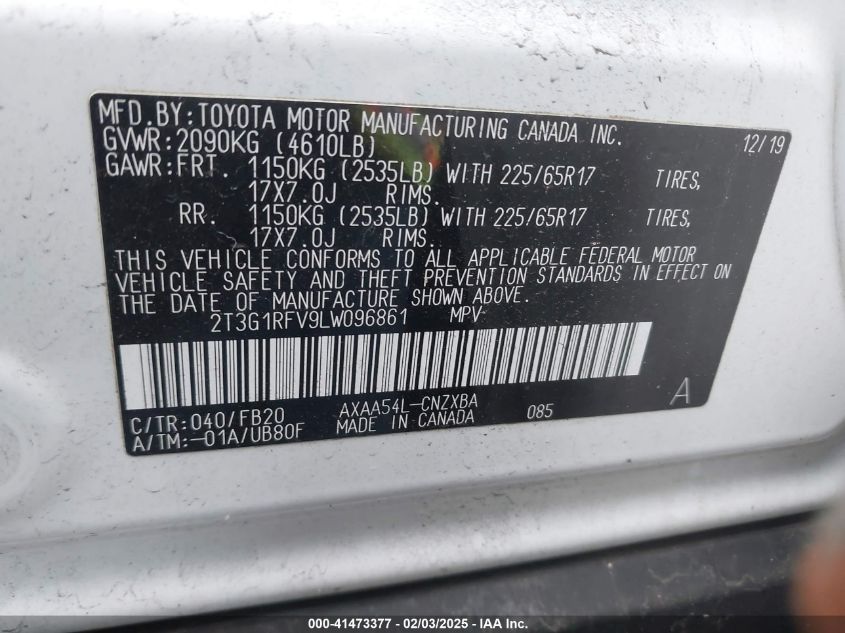 MFD.BY:TOYOTA MOTOR MANUFACTURING CANADA INC. 12/19
GVWR:2090KG (4610LB)
GAWR:FRT. 1150KG (2535LB) WITH 225/65R17 TIRES,
17X7.0J RIMS.
RR. 1150KG (2535LB) WITH 225/65R17 TIRES,
17X7.0J RIMS.
THIS VEHICLE CONFORMS TO ALL APPLICABLE FEDERAL MOTOR
VEHICLE SAFETY AND THEFT PREVENTION STANDARDS IN EFFECT ON
THE DATE OF MANUFACTURE SHOWN ABOVE.
2T3G1RFV9LW096861 MPV
C/TR:040/FB20 AXAA54L-CNZXBA 085 A
A/TM:-01A/UB80F MADE IN CANADA
000-41473377 - 02/03/2025 - IAA Inc.